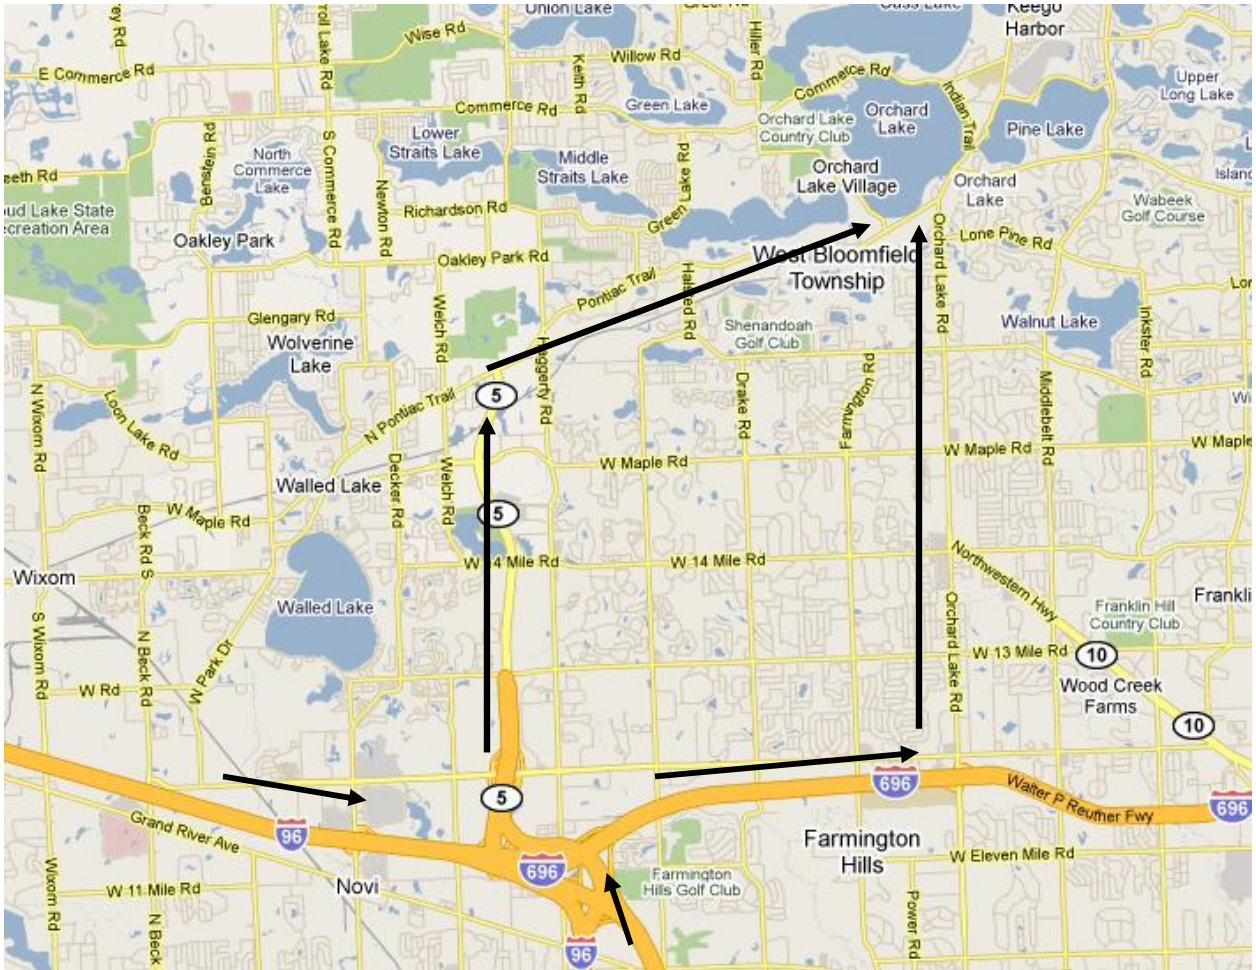 Union Lake
Cass Lake
Keego
Harbor
Wise Rd
Hiller Rd
E Commerce Rd
Willow Rd
Keith Rd
Commerce Rd
Upper
Long Lake
Commerce Rd
Green Lake
Orchard Lake
Country Club
Orchard
Lake
Indian Trail
Pine Lake
Benstein Rd
S Commerce Rd
Lower
Straits Lake
North
Commerce
Lake
Middle
Straits Lake
Orchard
Lake Village
Orchard
Lake
Newton Rd
Richardson Rd
Green Lake Rd
Wabeek
Golf Course
Oakley Park
Oakley Park Rd
Lone Pine Rd
Orchard Lake Rd
West Bloomfield
Township
Pontiac Trail
Halsted Rd
Glengary Rd
Welch Rd
Shenandoah
Golf Club
Walnut Lake
Inkster Rd
Wolverine
Lake
Haggerty Rd
N Wixom Rd
Loon Lake Rd
N Pontiac Trail
5
Drake Rd
Farmington Rd
Middlebelt Rd
Walled Lake
Decker Rd
Welch Rd
W Maple Rd
W Maple Rd
W Maple
W Maple Rd
Beck Rd S
5
W 14 Mile Rd
W 14 Mile Rd
Northwestern Hwy
Wixom
Walled Lake
Franklin Hill
Country Club
S Wixom Rd
N Beck Rd
W Park Dr
Orchard Lake Rd
W 13 Mile Rd
10
W Rd
Wood Creek
Farms
10
5
696
Walter P Reuther Fwy
696
Grand River Ave
96
Farmington
Hills
W Eleven Mile Rd
696
Farmington
Hills Golf Club
Novi
W 11 Mile Rd
Wixom Rd
N Beck
Power Rd
96